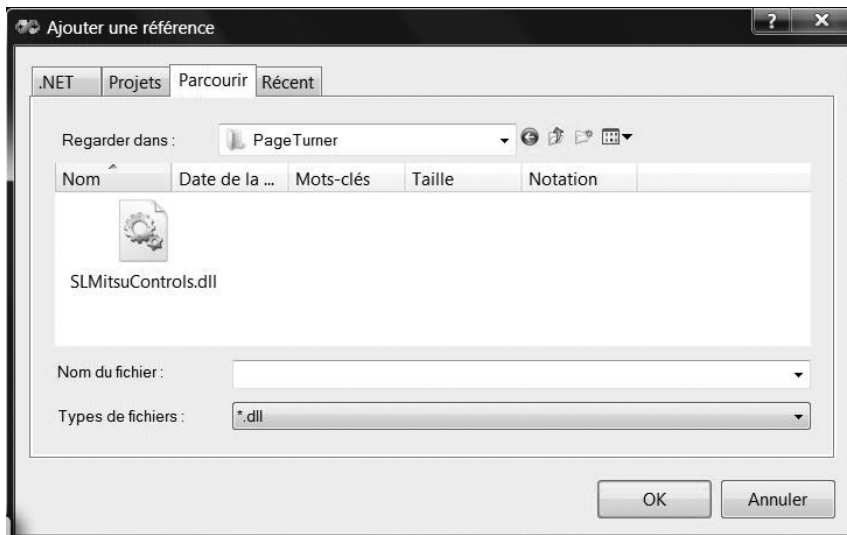 Ajouter une référence
? X
.NET Projets Parcourir Récent
Regarder dans : PageTurner
Nom Date de la ... Mots-clés Taille Notation
SLMitsuControls.dll
Nom du fichier :
Types de fichiers : *.dll
OK Annuler